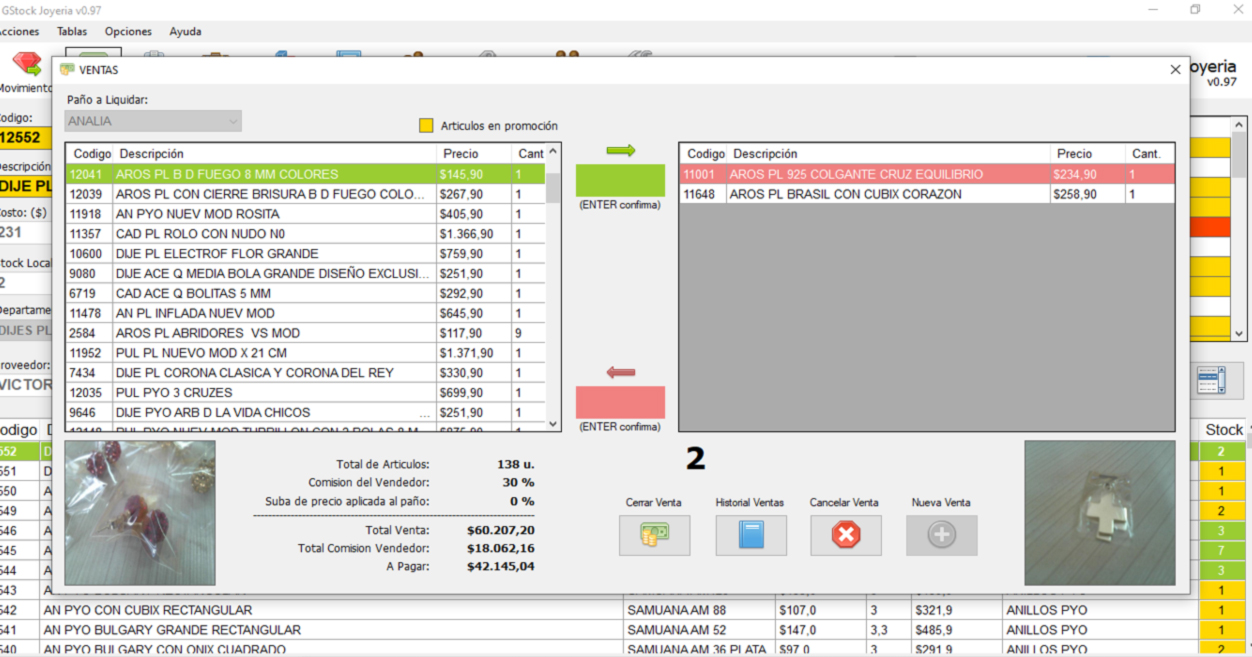 GStock Joyeria v0.97
Acciones Tablas Opciones Ayuda
VENTAS
Movimiento
oyeria
v0.97
Paño a Liquidar:
ANALIA
Articulos en promoción
Codigo:
12552
Descripción
DIJE PL
Costo: ($)
231
Stock Local
2
Departame
DIJES PL
Proveedor:
VICTOR
Codigo Descripción Precio Cant
12041 AROS PL B D FUEGO 8 MM COLORES $145,90 1
12039 AROS PL CON CIERRE BRISURA B D FUEGO COLO... $267,90 1
11918 AN PYO NUEV MOD ROSITA $405,90 1
11357 CAD PL ROLO CON NUDO N0 $1.366,90 1
10600 DIJE PL ELECTROF FLOR GRANDE $759,90 1
9080 DIJE ACE Q MEDIA BOLA GRANDE DISEÑO EXCLUSI... $251,90 1
6719 CAD ACE Q BOLITAS 5 MM $292,90 1
11478 AN PL INFLADA NUEV MOD $645,90 1
2584 AROS PL ABRIDORES VS MOD $117,90 9
11952 PUL PL NUEVO MOD X 21 CM $1.371,90 1
7434 DIJE PL CORONA CLASICA Y CORONA DEL REY $330,90 1
12035 PUL PYO 3 CRUZES $699,90 1
9646 DIJE PYO ARB D LA VIDA CHICOS ... $251,90 1
(ENTER confirma)
(ENTER confirma)
Codigo Descripción Precio Cant.
11001 AROS PL 925 COLGANTE CRUZ EQUILIBRIO $234,90 1
11648 AROS PL BRASIL CON CUBIX CORAZON $258,90 1
Total de Articulos: 138 u.
Comision del Vendedor: 30 %
Suba de precio aplicada al paño: 0 %
Total Venta: $60.207,20
Total Comision Vendedor: $18.062,16
A Pagar: $42.145,04
2
Cerrar Venta Historial Ventas Cancelar Venta Nueva Venta
odigo D Stock
552 D 2
551 D 1
550 A 1
549 A 2
546 A 3
545 A 7
544 A 3
543 1
542 AN PYO CON CUBIX RECTANGULAR SAMUANA AM 88 $107,0 3 $321,9 ANILLOS PYO 1
541 AN PYO BULGARY GRANDE RECTANGULAR SAMUANA AM 52 $147,0 3,3 $485,9 ANILLOS PYO 1
540 AN PYO BULGARY CON ONIX CUADRADO SAMUANA AM 36 PLATA $97,0 3 $291,9 ANILLOS PYO 2